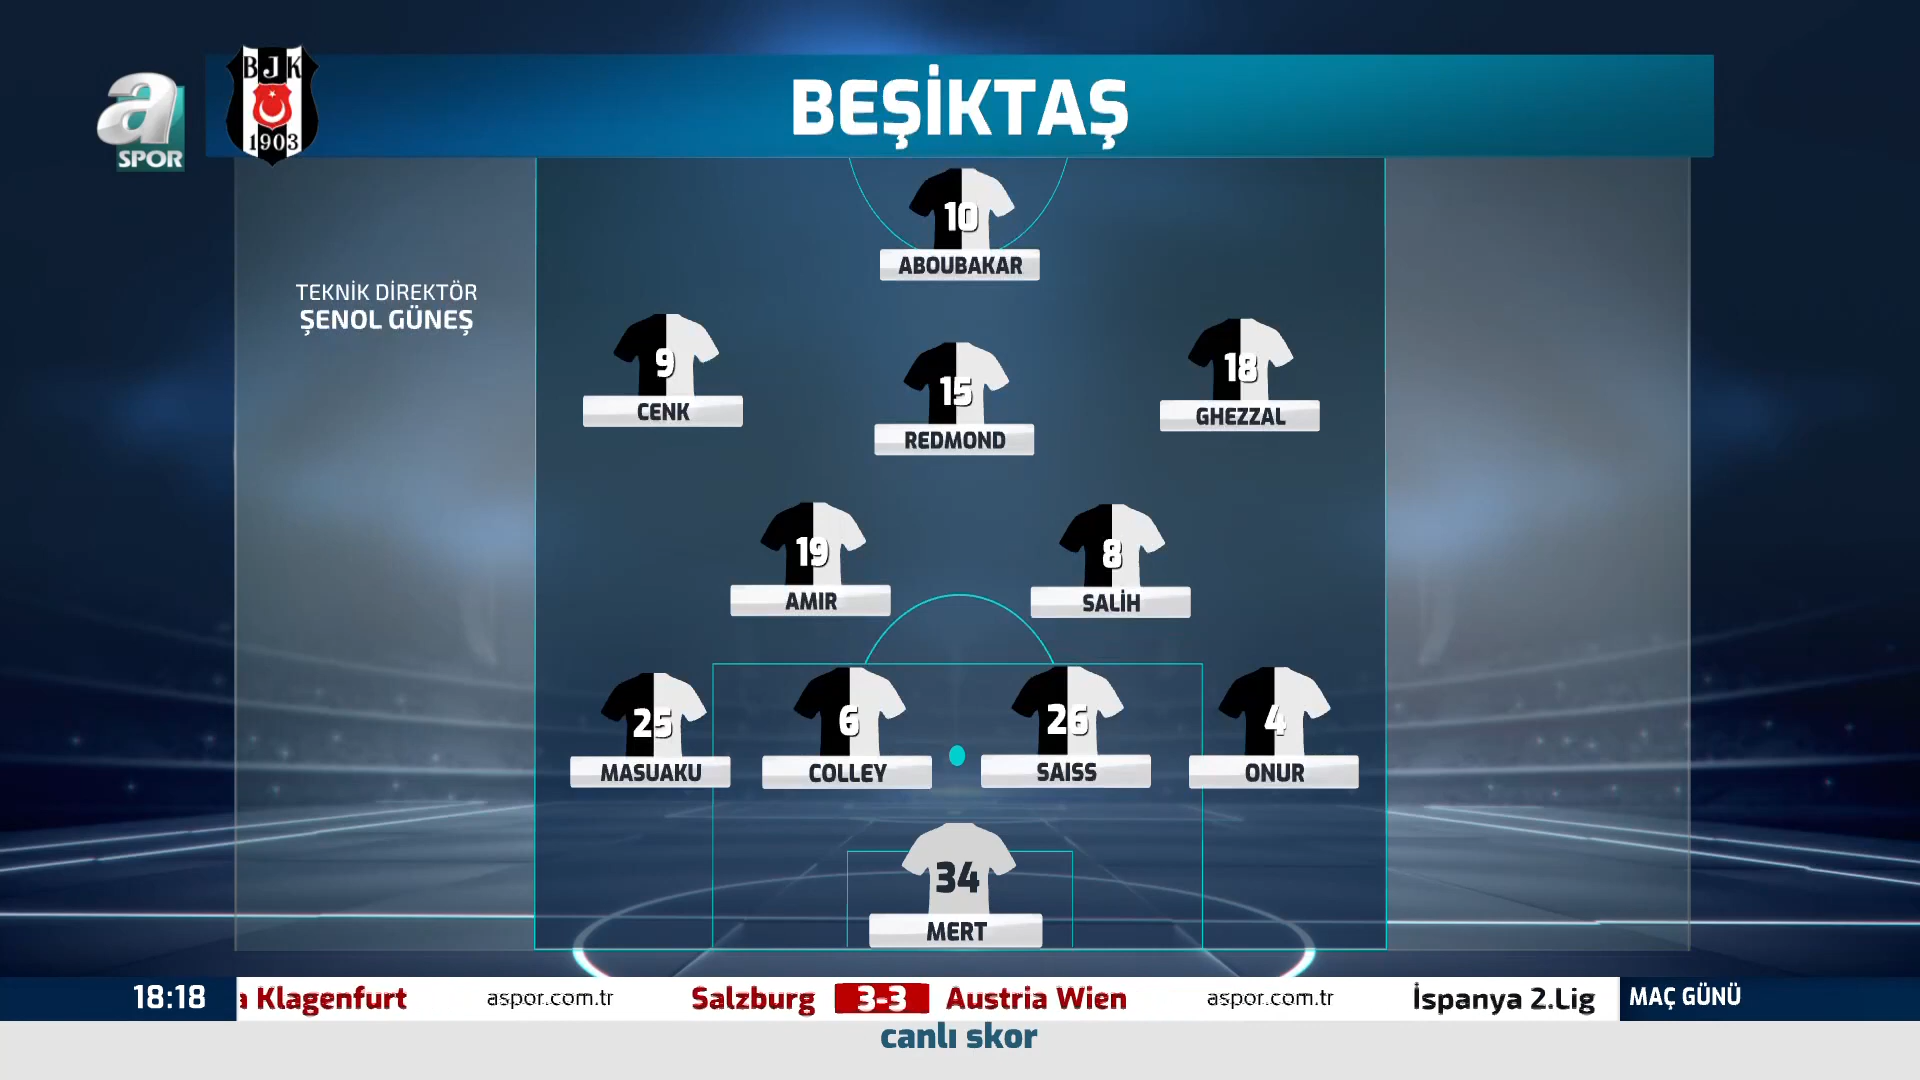 BJK
1903
a
SPOR
BEŞİKTAŞ
TEKNİK DİREKTÖR
ŞENOL GÜNEŞ
10
ABOUBAKAR
9
CENK
15
REDMOND
18
GHEZZAL
19
AMIR
8
SALİH
25
MASUAKU
6
COLLEY
26
SAISS
4
ONUR
34
MERT
18:18 a Klagenfurt aspor.com.tr Salzburg 3-3 Austria Wien aspor.com.tr İspanya 2.Lig MAÇ GÜNÜ
canlı skor